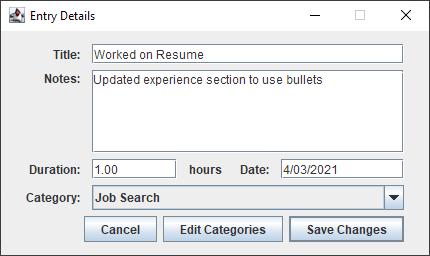 Entry Details
Title: Worked on Resume
Notes: Updated experience section to use bullets
Duration: 1.00 hours Date: 4/03/2021
Category: Job Search
Cancel Edit Categories Save Changes